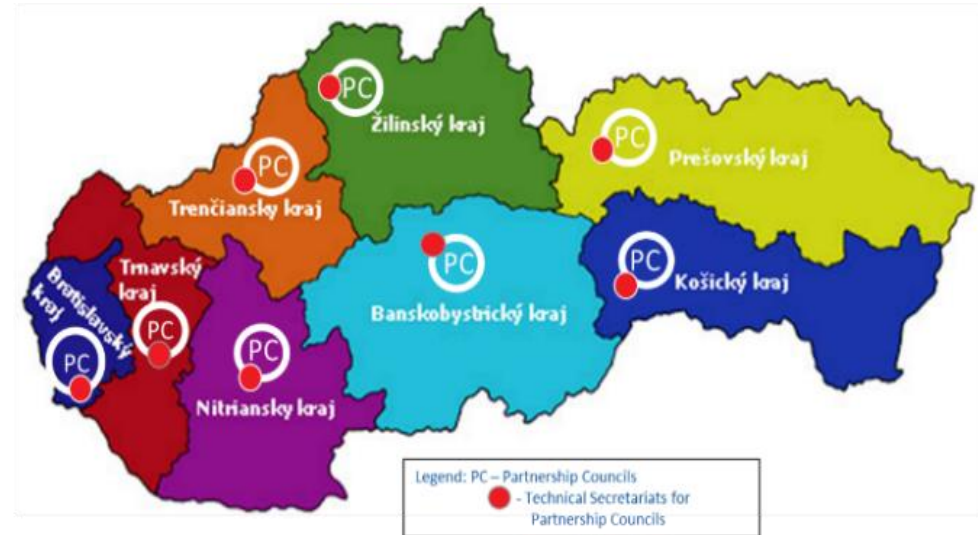 PC
Žilinský kraj
PC
Prešovský kraj
PC
Trenčiansky kraj
PC
Košický kraj
PC
Banskobystrický kraj
Trnavský
kraj
PC
Bratislavský
kraj
PC
PC
Nitriansky kraj
Legend: PC – Partnership Councils
- Technical Secretariats for
Partnership Councils